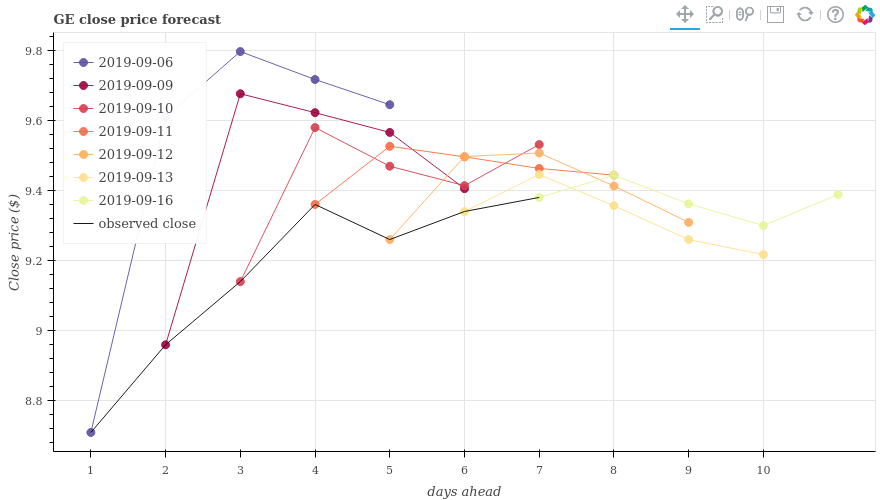 GE close price forecast
9.8
9.6
9.4
9.2
9
8.8
Close price ($)
2019-09-06
2019-09-09
2019-09-10
2019-09-11
2019-09-12
2019-09-13
2019-09-16
observed close
1 2 3 4 5 6 7 8 9 10
days ahead